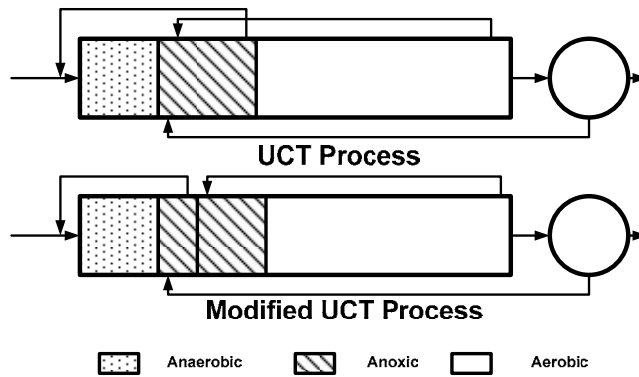 UCT Process
Modified UCT Process
Anaerobic Anoxic Aerobic